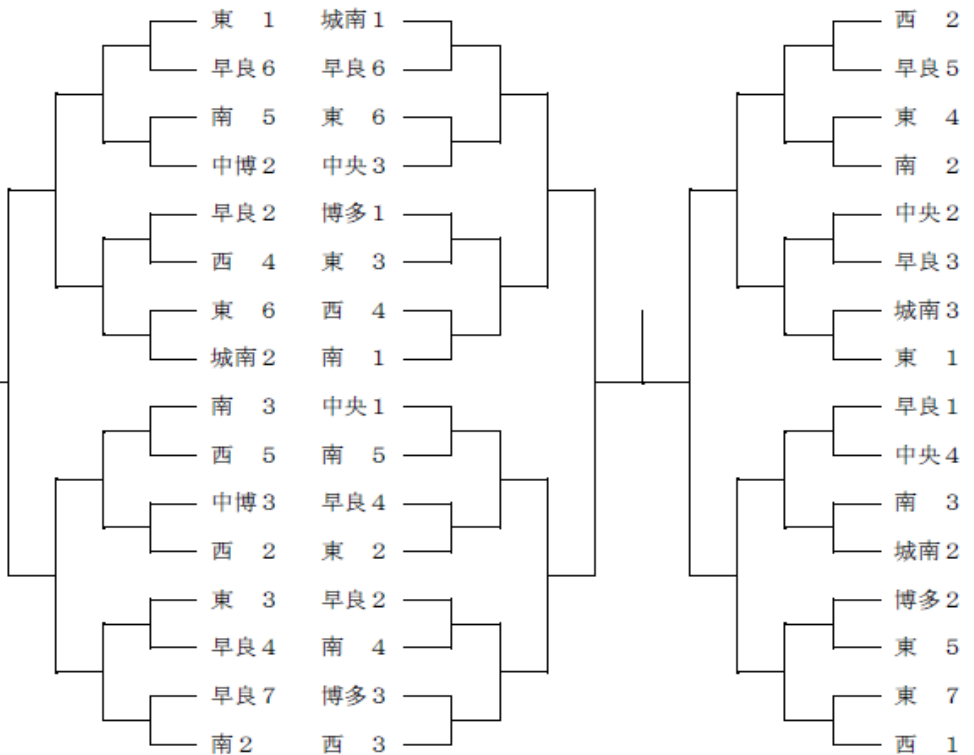 東　1　城南1　西　2
早良6　早良6　早良5
南　5　東　6　東　4
中博2　中央3　南　2
早良2　博多1　中央2
西　4　東　3　早良3
東　6　西　4　城南3
城南2　南　1　東　1
南　3　中央1　早良1
西　5　南　5　中央4
中博3　早良4　南　3
西　2　東　2　城南2
東　3　早良2　博多2
早良4　南　4　東　5
早良7　博多3　東　7
南2　西　3　西　1